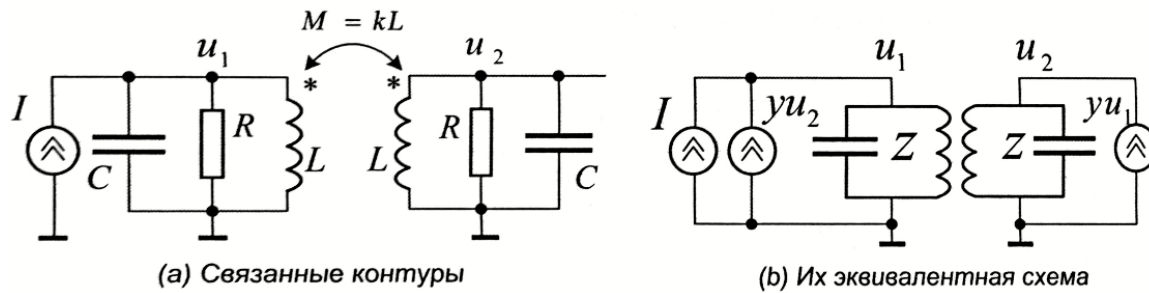 M = kL
u₁
u₂
I
C
R
*
L
*
L
R
C
(a) Связанные контуры
u₁
u₂
I
yu₂
Z
Z
yu₁
(b) Их эквивалентная схема